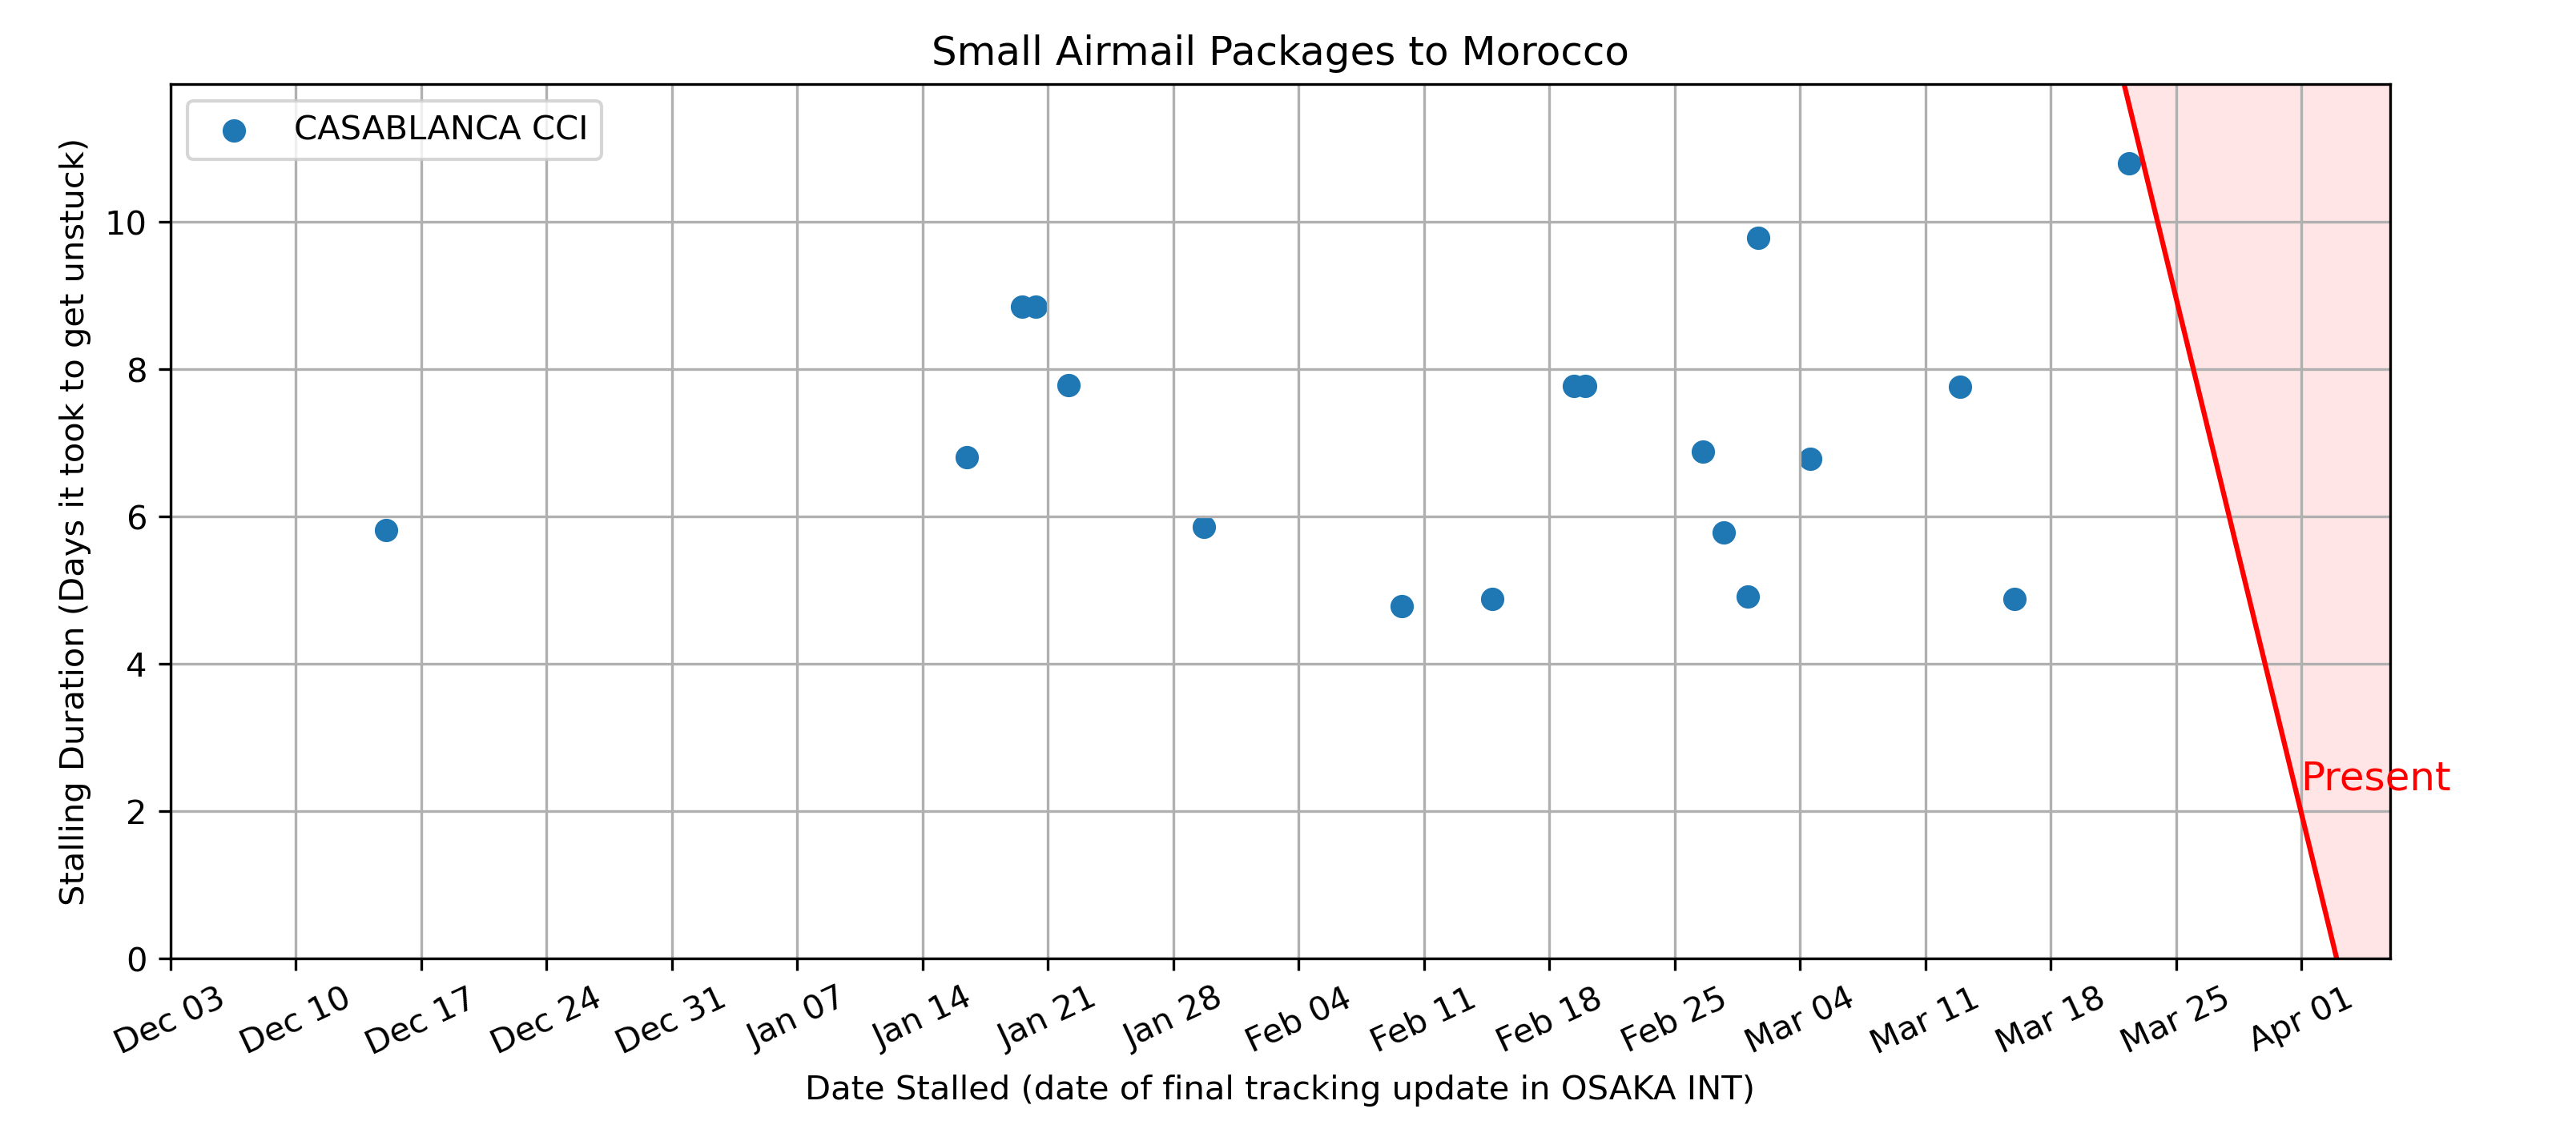 Small Airmail Packages to Morocco
CASABLANCA CCI
Stalling Duration (Days it took to get unstuck)
10
8
6
4
2
0
Present
Dec 03
Dec 10
Dec 17
Dec 24
Dec 31
Jan 07
Jan 14
Jan 21
Jan 28
Feb 04
Feb 11
Feb 18
Feb 25
Mar 04
Mar 11
Mar 18
Mar 25
Apr 01
Date Stalled (date of final tracking update in OSAKA INT)